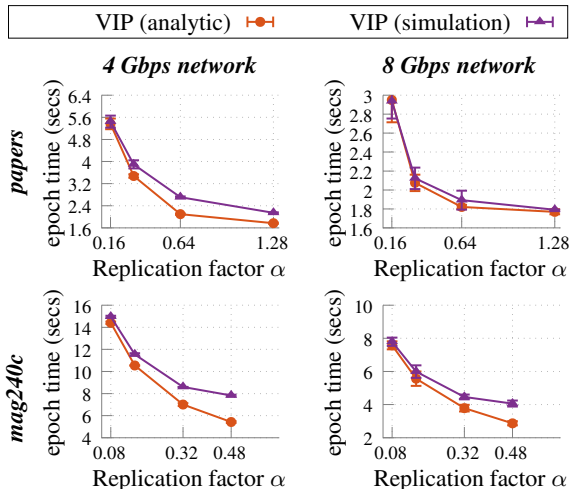 VIP (analytic) VIP (simulation)
4 Gbps network 8 Gbps network
papers
epoch time (secs)
6.4
5.6
4.8
4
3.2
2.4
1.6
0.16 0.64 1.28
Replication factor α
epoch time (secs)
3
2.8
2.6
2.4
2.2
2
1.8
1.6
0.16 0.64 1.28
Replication factor α
mag240c
epoch time (secs)
16
14
12
10
8
6
4
0.08 0.32 0.48
Replication factor α
epoch time (secs)
10
8
6
4
2
0.08 0.32 0.48
Replication factor α